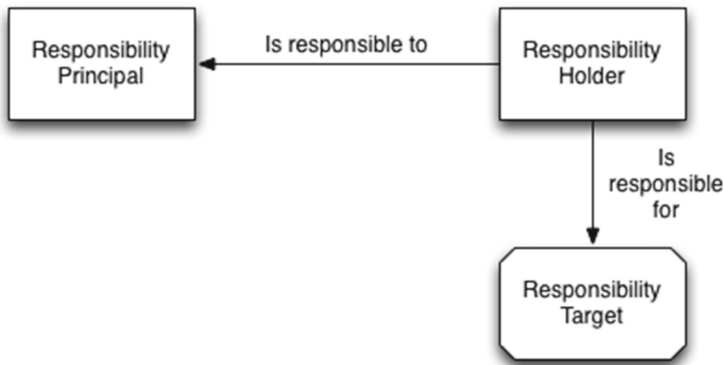 Responsibility
Principal
Is responsible to
Responsibility
Holder
Is
responsible
for
Responsibility
Target